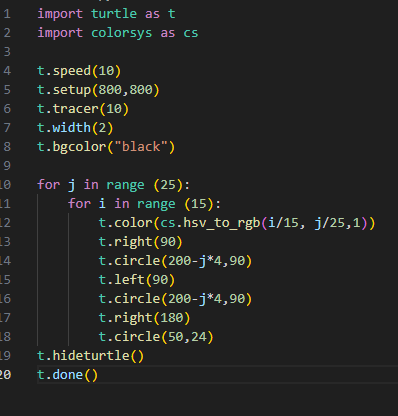 1 import turtle as t
2 import colorsys as cs
3
4 t.speed(10)
5 t.setup(800,800)
6 t.tracer(10)
7 t.width(2)
8 t.bgcolor("black")
9
10 for j in range (25):
11     for i in range (15):
12         t.color(cs.hsv_to_rgb(i/15, j/25,1))
13         t.right(90)
14         t.circle(200-j*4,90)
15         t.left(90)
16         t.circle(200-j*4,90)
17         t.right(180)
18         t.circle(50,24)
19 t.hideturtle()
20 t.done()